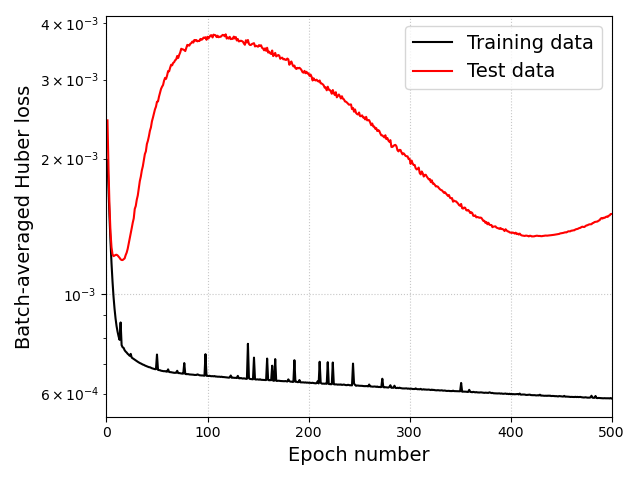 4 × 10⁻³
3 × 10⁻³
2 × 10⁻³
10⁻³
6 × 10⁻⁴
Batch-averaged Huber loss
Training data
Test data
0 100 200 300 400 500
Epoch number